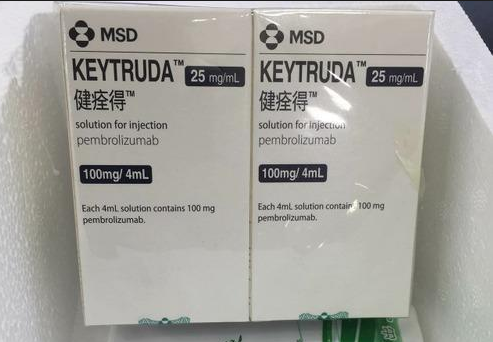 MSD
KEYTRUDA™ 25 mg/mL
健痊得™
solution for injection
pembrolizumab
100mg/ 4mL
Each 4mL solution contains 100 mg
pembrolizumab.
MSD
KEYTRUDA™ 25 mg/mL
健痊得™
solution for injection
pembrolizumab
100mg/ 4mL
Each 4mL solution contains 100 mg
pembrolizumab.